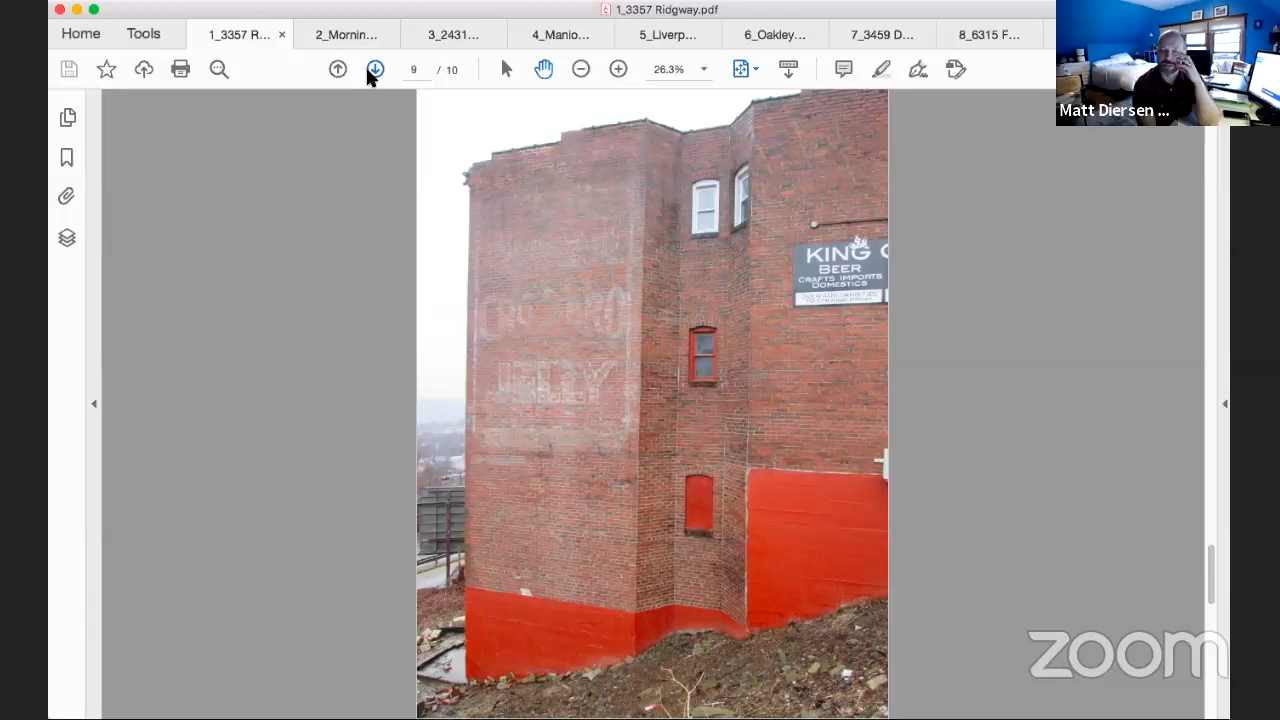 1_3357 Ridgway.pdf
Home
Tools
1_3357 R...
×
2_Mornin...
3_2431...
4_Manio...
5_Liverp...
6_Oakley...
7_3459 D...
8_6315 F...
9 / 10
26.3%
Matt Diersen ...
KING
BEER
CRAFTS IMPORTS
DOMESTICS
zoom